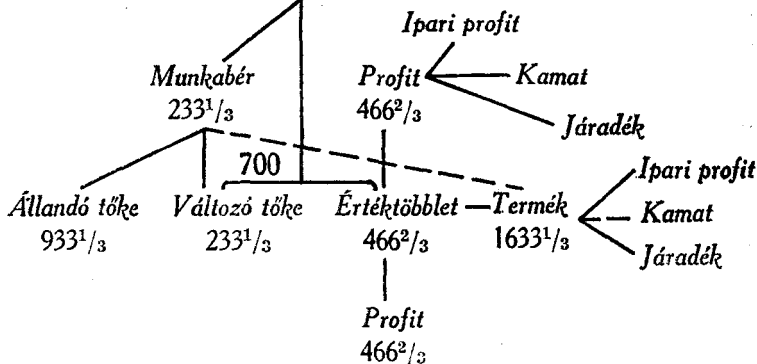 Ipari profit
Munkabér Profit Kamat
233¹/₃ 466²/₃
Járadék
700
Ipari profit
Állandó tőke Változó tőke Értéktöbblet Termék Kamat
933¹/₃ 233¹/₃ 466²/₃ 1633¹/₃
Járadék
Profit
466²/₃